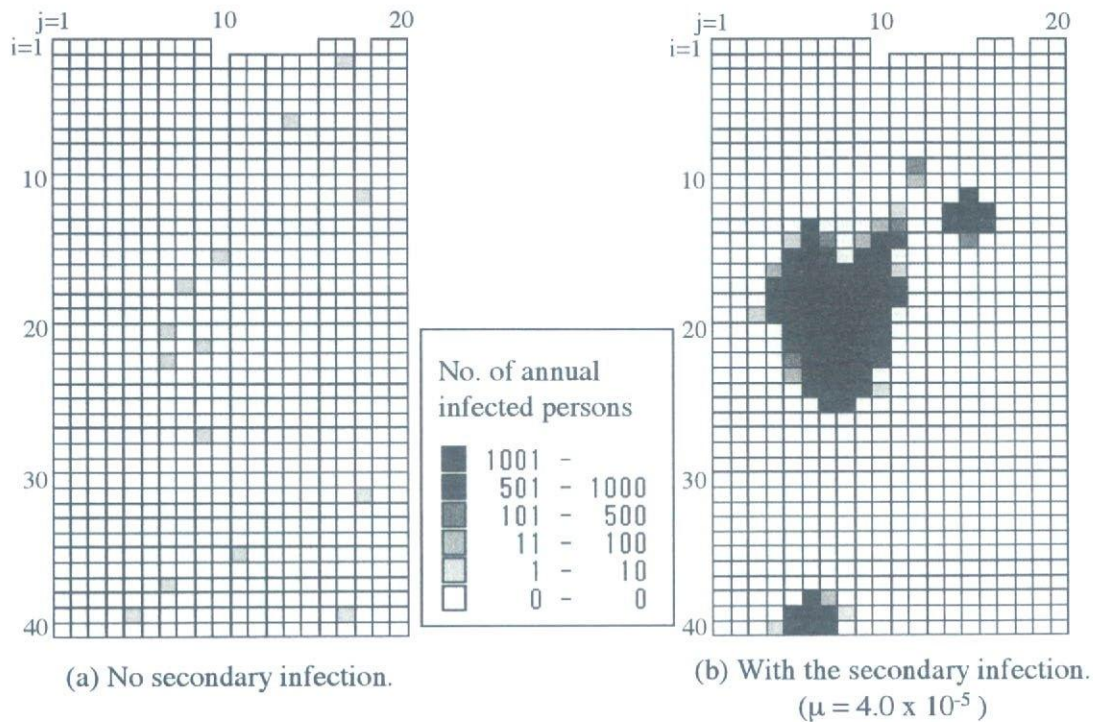 j=1 10 20
i=1
10
20
30
40
(a) No secondary infection.
No. of annual
infected persons
1001 -
501 - 1000
101 - 500
11 - 100
1 - 10
0 - 0
j=1 10 20
i=1
10
20
30
40
(b) With the secondary infection.
(μ = 4.0 x 10⁻⁵ )